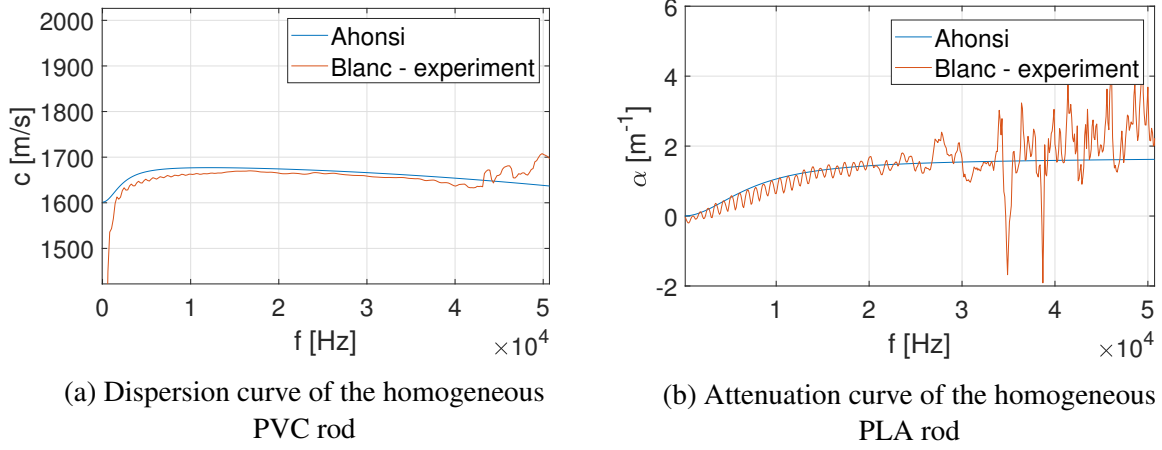 2000
1900
1800
1700
1600
1500
c [m/s]
0
1
2
3
4
5
f [Hz]
×10^4
Ahonsi
Blanc - experiment
(a) Dispersion curve of the homogeneous
PVC rod
6
4
2
0
-2
α [m^-1]
1
2
3
4
5
f [Hz]
×10^4
Ahonsi
Blanc - experiment
(b) Attenuation curve of the homogeneous
PLA rod